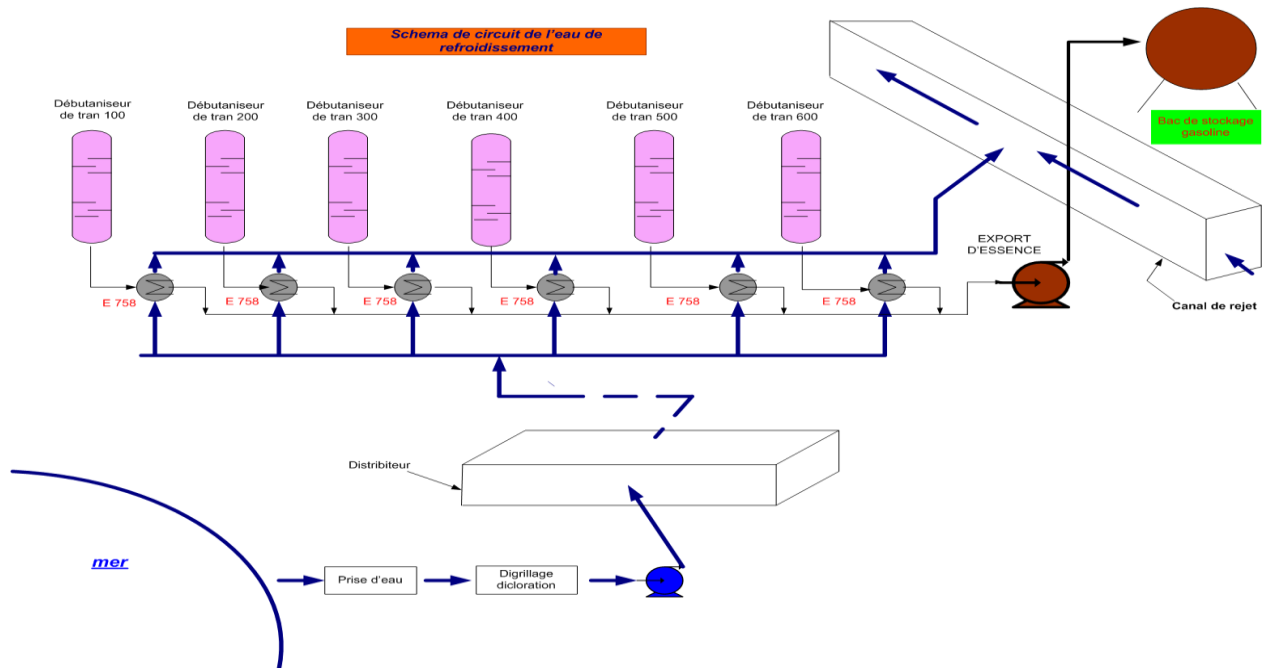 Schema de circuit de l'eau de
refroidissement
Débutaniseur
de tran 100
Débutaniseur
de tran 200
Débutaniseur
de tran 300
Débutaniseur
de tran 400
Débutaniseur
de tran 500
Débutaniseur
de tran 600
Bac de stockage
gasoline
EXPORT
D'ESSENCE
E 758
E 758
E 758
E 758
E 758
E 758
Canal de rejet
Distribiteur
mer
Prise d'eau
Digrillage
dicloration